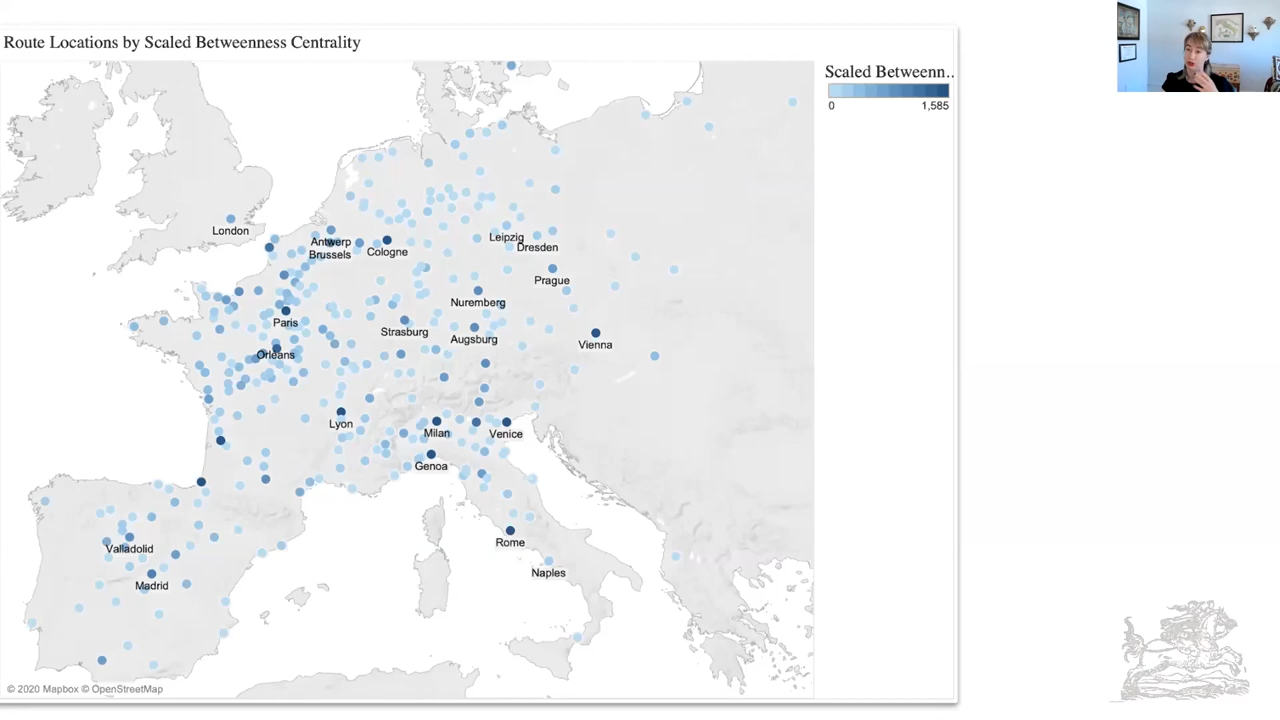 Route Locations by Scaled Betweenness Centrality
Scaled Betweenn..
0 1,585
London
Antwerp
Brussels
Cologne
Leipzig
Dresden
Prague
Nuremberg
Paris
Strasburg
Augsburg
Vienna
Orleans
Lyon
Milan
Venice
Genoa
Rome
Valladolid
Naples
Madrid
© 2020 Mapbox © OpenStreetMap